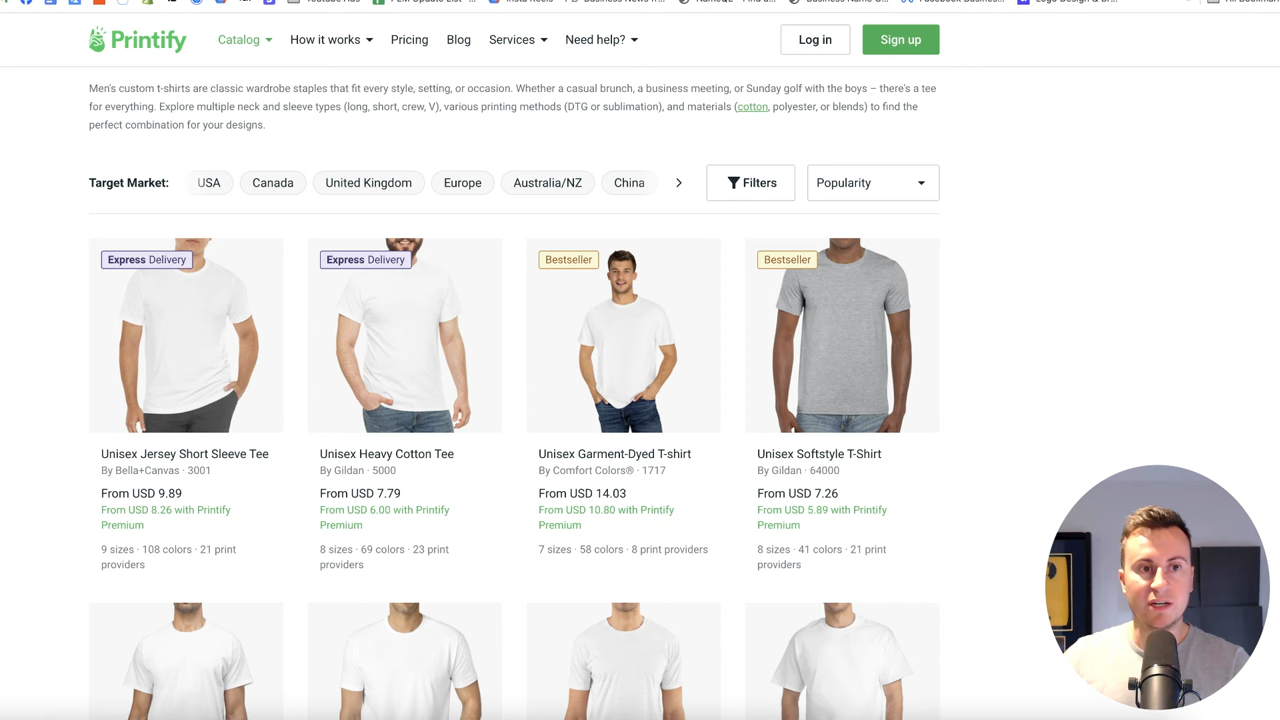 Printify
Catalog
How it works
Pricing
Blog
Services
Need help?
Log in
Sign up
Men's custom t-shirts are classic wardrobe staples that fit every style, setting, or occasion. Whether a casual brunch, a business meeting, or Sunday golf with the boys – there's a tee
for everything. Explore multiple neck and sleeve types (long, short, crew, V), various printing methods (DTG or sublimation), and materials (cotton, polyester, or blends) to find the
perfect combination for your designs.
Target Market:
USA
Canada
United Kingdom
Europe
Australia/NZ
China
Filters
Popularity
Express Delivery
Express Delivery
Bestseller
Bestseller
Unisex Jersey Short Sleeve Tee
By Bella+Canvas · 3001
From USD 9.89
From USD 8.26 with Printify
Premium
9 sizes · 108 colors · 21 print
providers
Unisex Heavy Cotton Tee
By Gildan · 5000
From USD 7.79
From USD 6.00 with Printify
Premium
8 sizes · 69 colors · 23 print
providers
Unisex Garment-Dyed T-shirt
By Comfort Colors® · 1717
From USD 14.03
From USD 10.80 with Printify
Premium
7 sizes · 58 colors · 8 print providers
Unisex Softstyle T-Shirt
By Gildan · 64000
From USD 7.26
From USD 5.89 with Printify
Premium
8 sizes · 41 colors · 21 print
providers